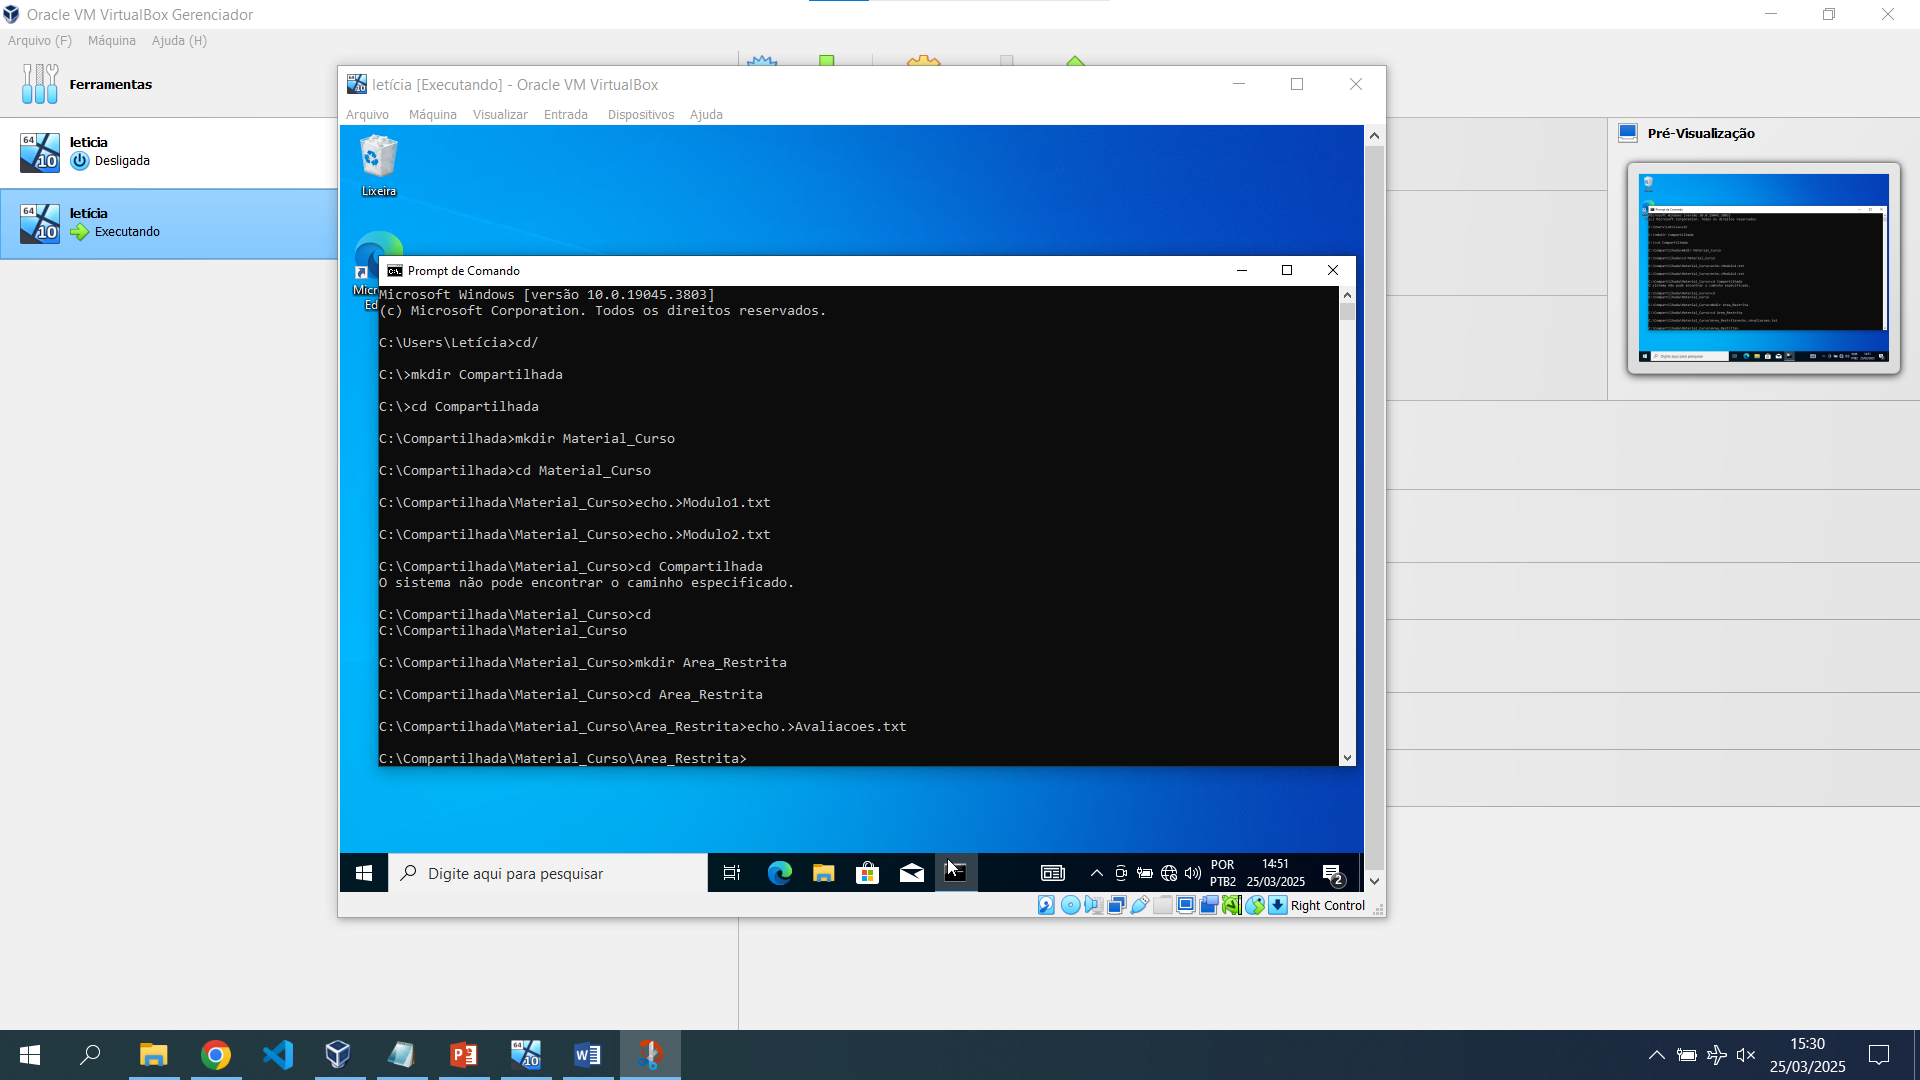 Oracle VM VirtualBox Gerenciador
Arquivo (F) Máquina Ajuda (H)
Ferramentas
64
10
leticia
Desligada
64
10
letícia
Executando
letícia [Executando] - Oracle VM VirtualBox
Arquivo Máquina Visualizar Entrada Dispositivos Ajuda
Lixeira
Prompt de Comando
Microsoft Windows [versão 10.0.19045.3803]
(c) Microsoft Corporation. Todos os direitos reservados.
C:\Users\Letícia>cd/
C:\>mkdir Compartilhada
C:\>cd Compartilhada
C:\Compartilhada>mkdir Material_Curso
C:\Compartilhada>cd Material_Curso
C:\Compartilhada\Material_Curso>echo.>Modulo1.txt
C:\Compartilhada\Material_Curso>echo.>Modulo2.txt
C:\Compartilhada\Material_Curso>cd Compartilhada
O sistema não pode encontrar o caminho especificado.
C:\Compartilhada\Material_Curso>cd
C:\Compartilhada\Material_Curso
C:\Compartilhada\Material_Curso>mkdir Area_Restrita
C:\Compartilhada\Material_Curso>cd Area_Restrita
C:\Compartilhada\Material_Curso\Area_Restrita>echo.>Avaliacoes.txt
C:\Compartilhada\Material_Curso\Area_Restrita>
Digite aqui para pesquisar
POR
PTB2
14:51
25/03/2025
2
Right Control
Pré-Visualização
15:30
25/03/2025